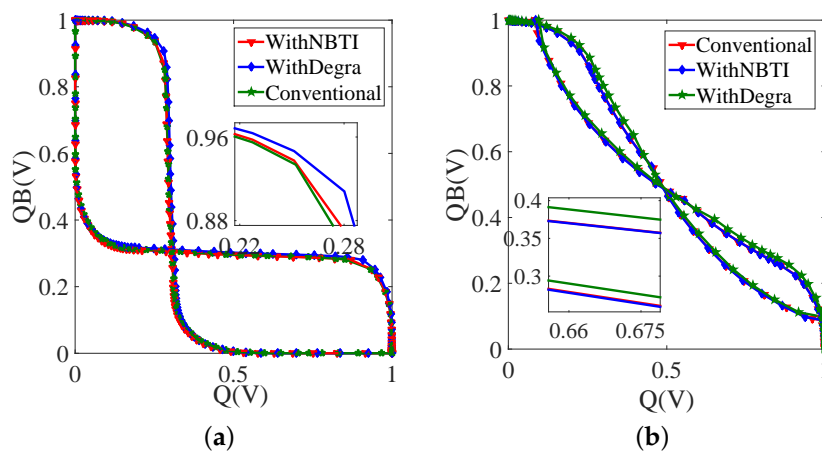 1
0.8
0.6
0.4
0.2
0
QB(V)
WithNBTI
WithDegra
Conventional
0.96
0.88
0.22
0.28
0
0.5
1
Q(V)
(a)
1
0.8
0.6
0.4
0.2
0
QB(V)
Conventional
WithNBTI
WithDegra
0.4
0.35
0.3
0.66
0.675
0
0.5
1
Q(V)
(b)